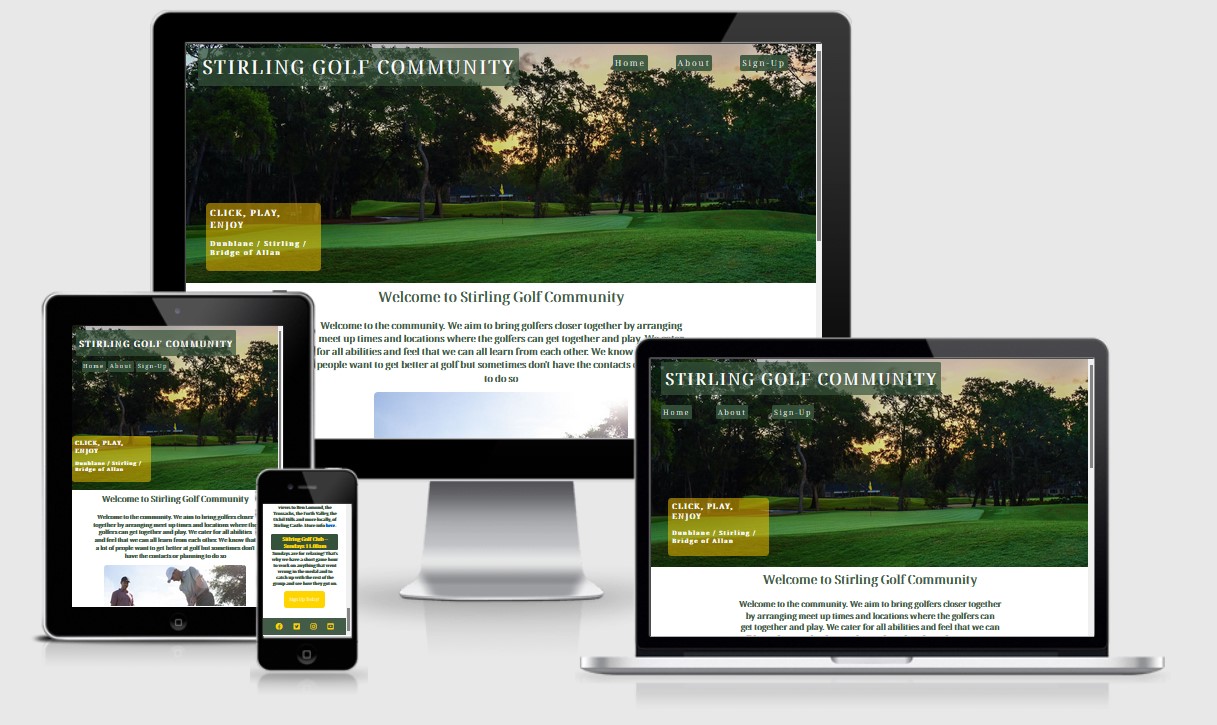 STIRLING GOLF COMMUNITY
Home About Sign-Up
CLICK, PLAY,
ENJOY
Dunblane / Stirling /
Bridge of Allan
Welcome to Stirling Golf Community
Welcome to the community. We aim to bring golfers closer together by arranging
meet up times and locations where the golfers can get together and play.
for all abilities and feel that we can all learn from each other. We know
people want to get better at golf but sometimes don't have the contacts
to do so
STIRLING GOLF COMMUNITY
Home About Sign-Up
CLICK, PLAY,
ENJOY
Dunblane / Stirling /
Bridge of Allan
Welcome to Stirling Golf Community
Welcome to the community. We aim to bring golfers closer
together by arranging meet up times and locations where the
golfers can get together and play. We cater for all abilities
and feel that we can all learn from each other. We know that
a lot of people want to get better at golf but sometimes don't
have the contacts or planning to do so
views to Ben Lomond, the
Trossachs, the Forth Valley, the
Ochil Hills and more locally, of
Stirling Castle. More info here
Stirling Golf Club -
Sundays 11:00am
Sundays are for relaxing! That's
why we have a short game hour
to work on anything that went
wrong in the medal and to
catch up with the rest of the
group and see how they got on.
STIRLING GOLF COMMUNITY
Home About Sign-Up
CLICK, PLAY,
ENJOY
Dunblane / Stirling /
Bridge of Allan
Welcome to Stirling Golf Community
Welcome to the community. We aim to bring golfers closer together
by arranging meet up times and locations where the golfers can
get together and play. We cater for all abilities and feel that we can